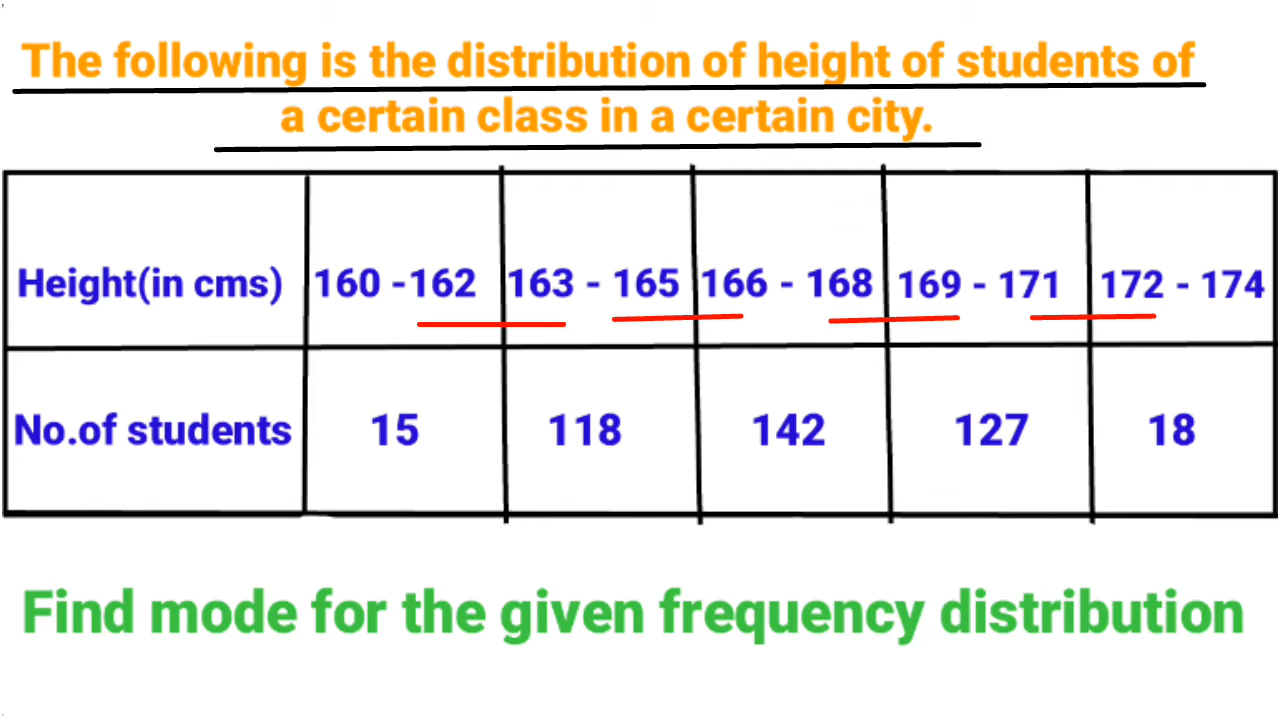 The following is the distribution of height of students of
a certain class in a certain city.
Height(in cms) 160 -162 163 - 165 166 - 168 169 - 171 172 - 174
No.of students 15 118 142 127 18
Find mode for the given frequency distribution